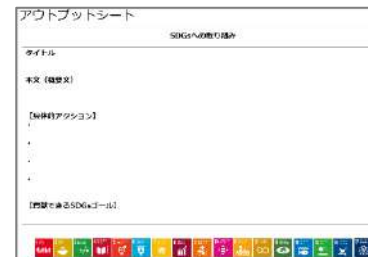 アウトプットシート
SDGsへの取り組み
タイトル
本文（概要文）
【具体的アクション】
・
・
・
・
【貢献できるSDGsゴール】